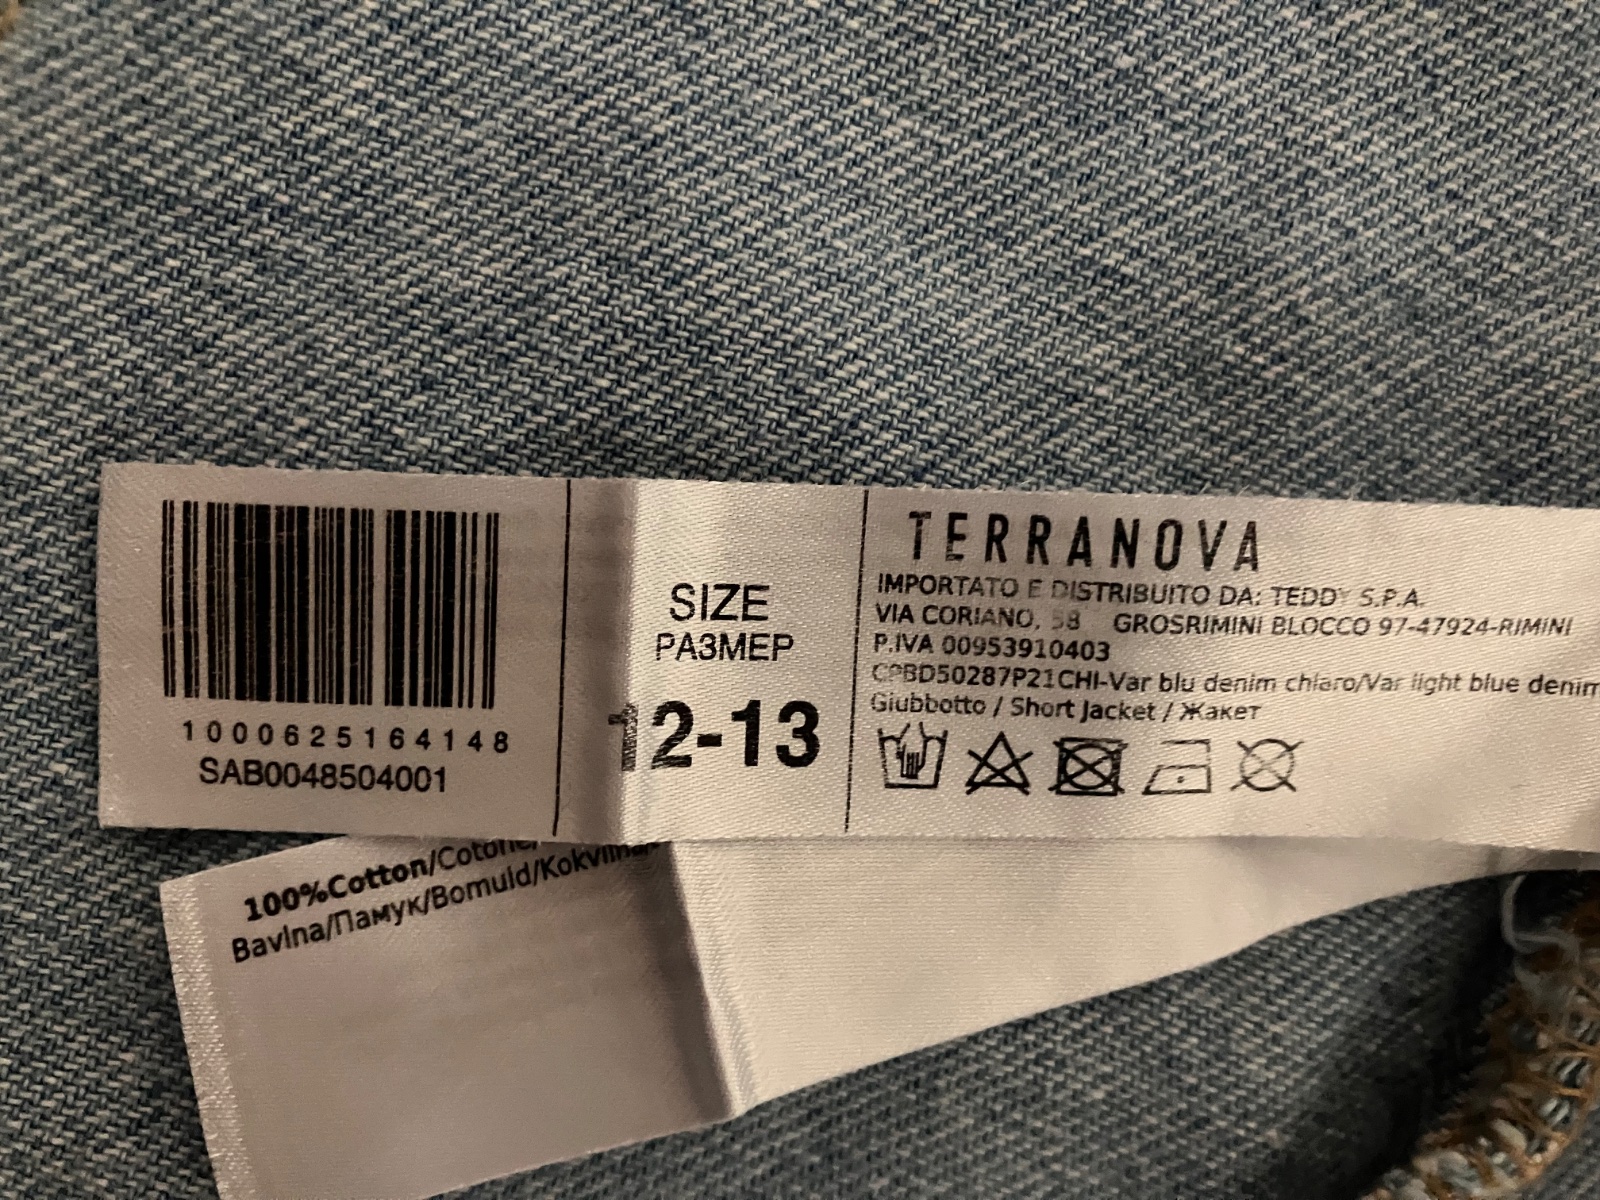 1000625164148
SAB0048504001
SIZE
РАЗМЕР
12-13
TERRANOVA
IMPORTATO E DISTRIBUITO DA: TEDDY S.P.A.
VIA CORIANO, 58 GROSRIMINI BLOCCO 97-47924-RIMINI
P.IVA 00953910403
CPBD50287P21CHI-Var blu denim chiaro/Var light blue denim
Giubbotto / Short Jacket / Жакет
100%Cotton/Cotone/
Bavlna/Памук/Bomuld/Kokvilna/